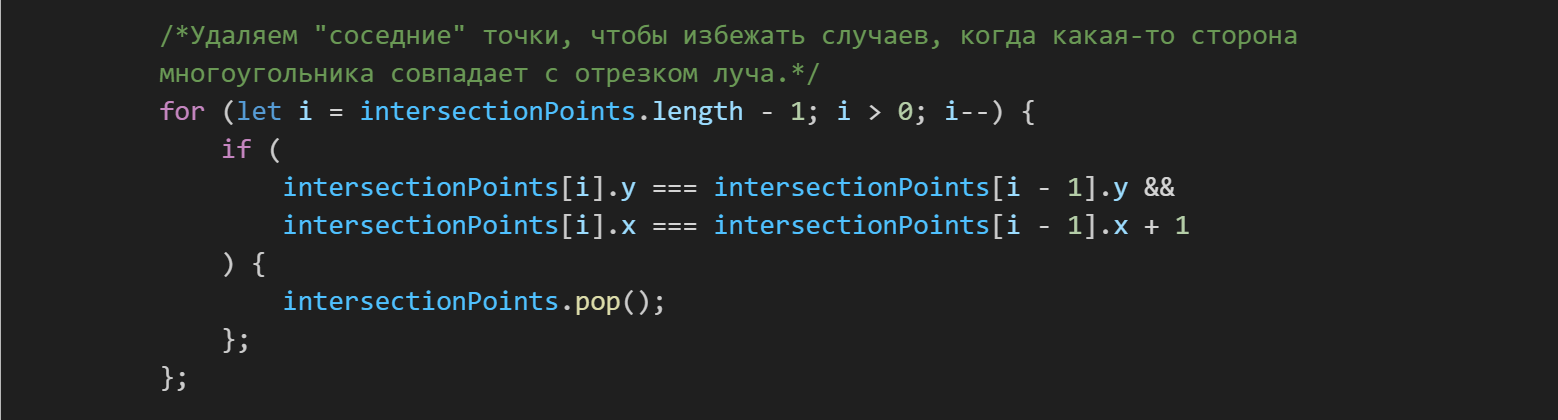 /*Удаляем "соседние" точки, чтобы избежать случаев, когда какая-то сторона
многоугольника совпадает с отрезком луча.*/
for (let i = intersectionPoints.length - 1; i > 0; i--) {
    if (
        intersectionPoints[i].y === intersectionPoints[i - 1].y &&
        intersectionPoints[i].x === intersectionPoints[i - 1].x + 1
    ) {
        intersectionPoints.pop();
    };
};